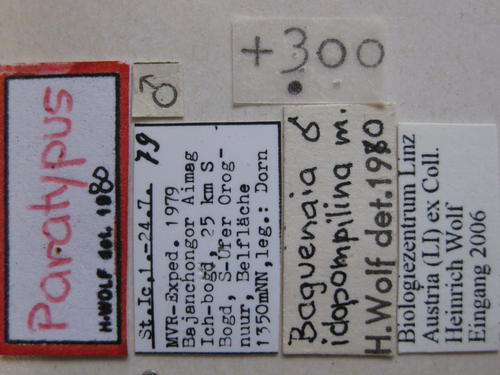 +300
Paratypus
H.WOLF det. 1980
♂
St.Ic.1.-24.7. 79
MVR-Exped. 1979
Bajanchongor Aimag
Ich-bogd, 25 km S
Bogd, S-Ufer Orog-
nuur, Belfläche
1350mNN,leg.: Dorn
Baguenaia ♂
idopompilina m.
H.Wolf det.1980
Biologiezentrum Linz
Austria (LI) ex Coll.
Heinrich Wolf
Eingang 2006